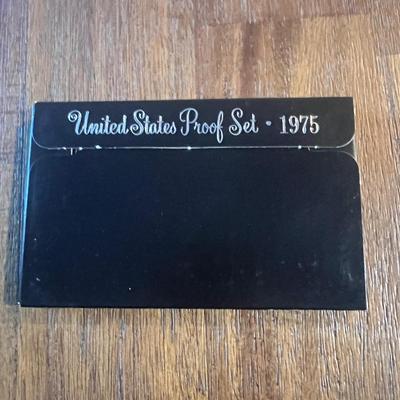 United States Proof Set • 1975